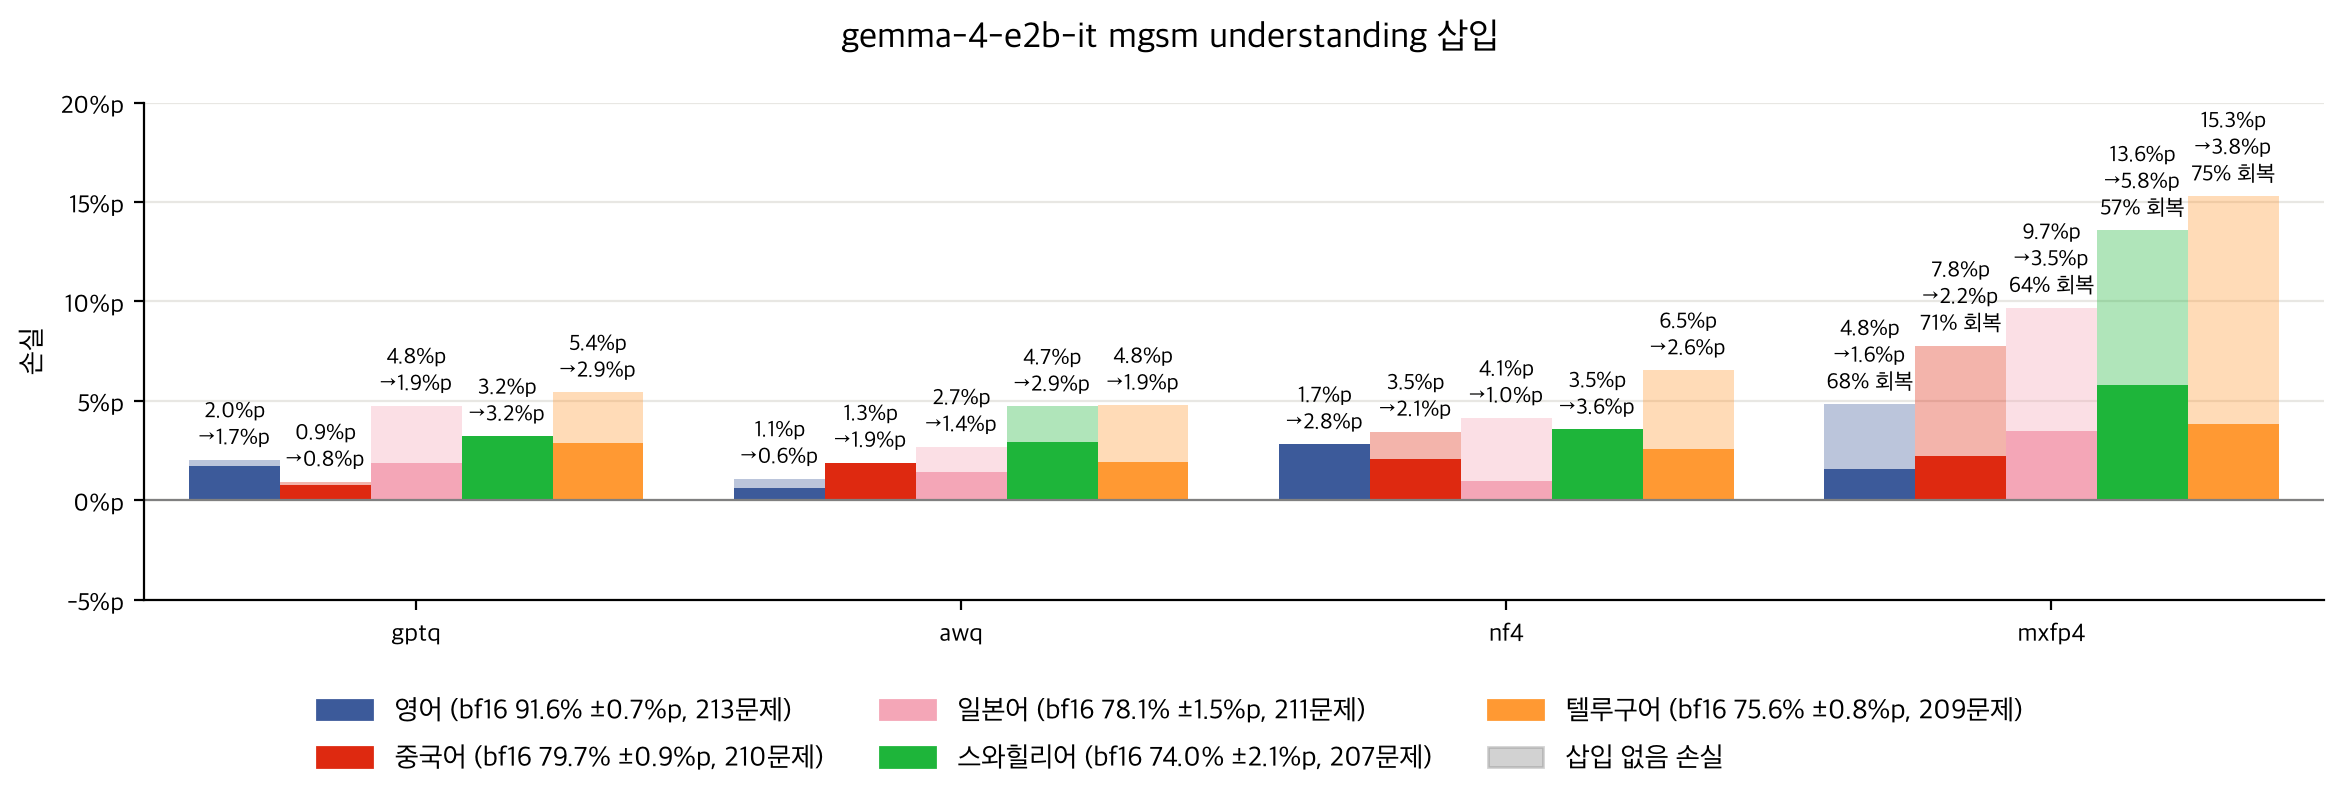 gemma-4-e2b-it mgsm understanding 삽입
손실
20%p
15%p
10%p
5%p
0%p
-5%p
2.0%p
→1.7%p
0.9%p
→0.8%p
4.8%p
→1.9%p
3.2%p
→3.2%p
5.4%p
→2.9%p
1.1%p
→0.6%p
1.3%p
→1.9%p
2.7%p
→1.4%p
4.7%p
→2.9%p
4.8%p
→1.9%p
1.7%p
→2.8%p
3.5%p
→2.1%p
4.1%p
→1.0%p
3.5%p
→3.6%p
6.5%p
→2.6%p
4.8%p
→1.6%p
68% 회복
7.8%p
→2.2%p
71% 회복
9.7%p
→3.5%p
64% 회복
13.6%p
→5.8%p
57% 회복
15.3%p
→3.8%p
75% 회복
gptq
awq
nf4
mxfp4
영어 (bf16 91.6% ±0.7%p, 213문제)
중국어 (bf16 79.7% ±0.9%p, 210문제)
일본어 (bf16 78.1% ±1.5%p, 211문제)
스와힐리어 (bf16 74.0% ±2.1%p, 207문제)
텔루구어 (bf16 75.6% ±0.8%p, 209문제)
삽입 없음 손실